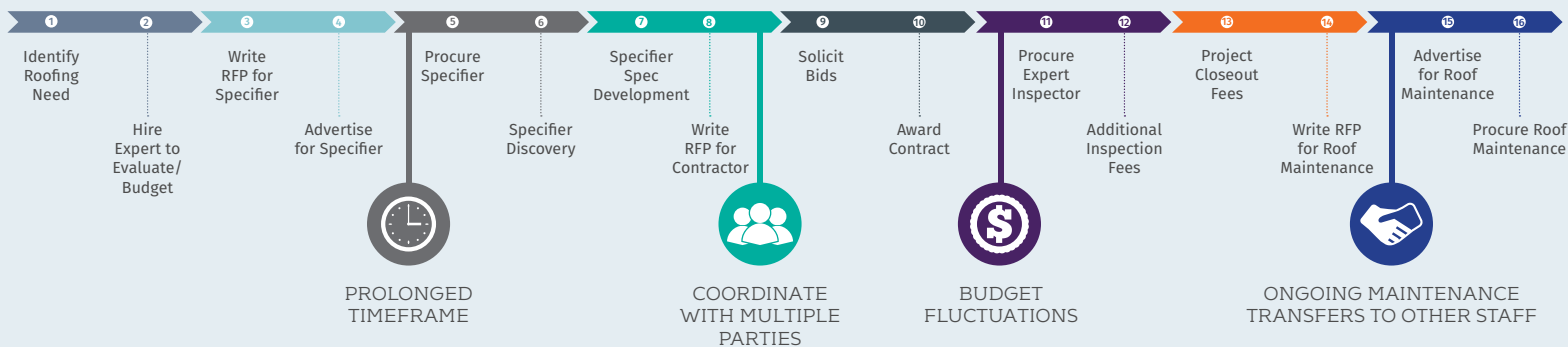 1
2
3
4
5
6
7
8
9
10
11
12
13
14
15
16
Identify
Roofing
Need
Hire
Expert to
Evaluate/
Budget
Write
RFP for
Specifier
Advertise
for Specifier
Procure
Specifier
Specifier
Discovery
Specifier
Spec
Development
Write
RFP for
Contractor
Solicit
Bids
Award
Contract
Procure
Expert
Inspector
Additional
Inspection
Fees
Project
Closeout
Fees
Write RFP
for Roof
Maintenance
Advertise
for Roof
Maintenance
Procure Roof
Maintenance
$
PROLONGED
TIMEFRAME
COORDINATE
WITH MULTIPLE
PARTIES
BUDGET
FLUCTUATIONS
ONGOING MAINTENANCE
TRANSFERS TO OTHER STAFF